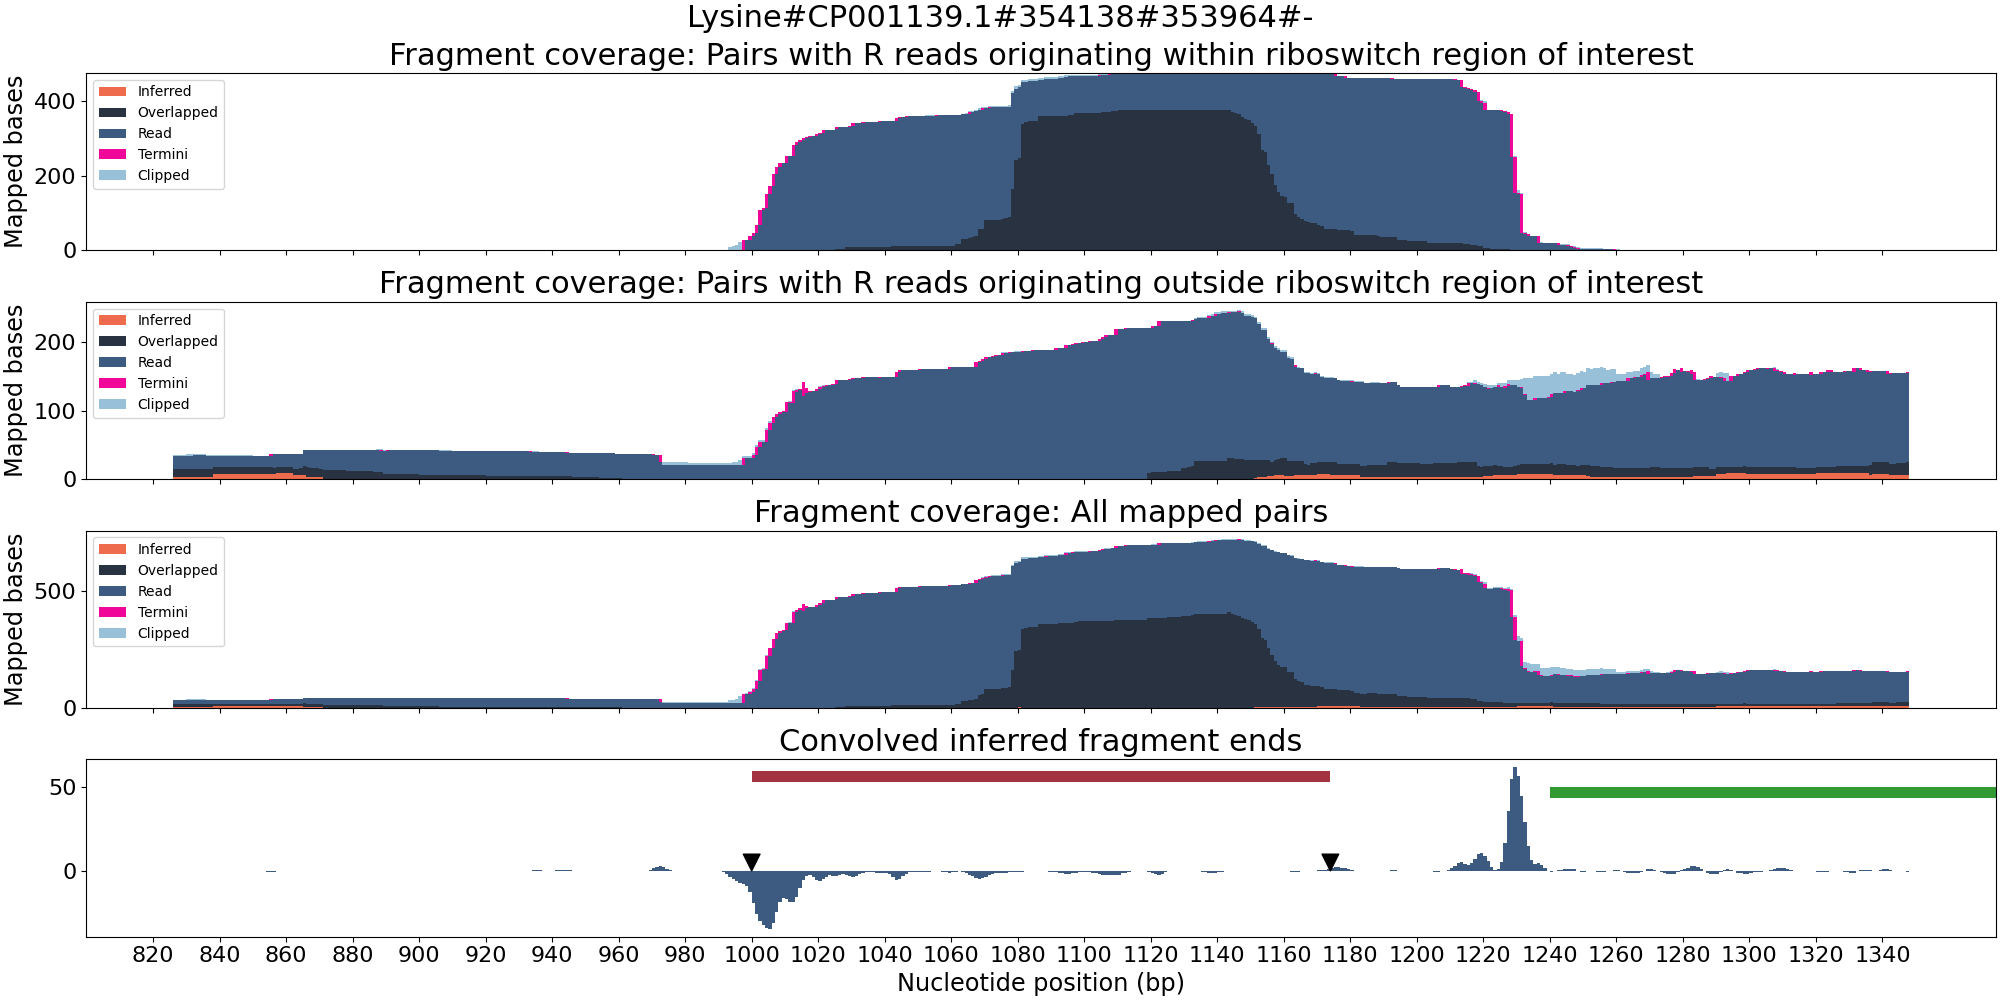 Lysine#CP001139.1#354138#353964#-
Fragment coverage: Pairs with R reads originating within riboswitch region of interest
Mapped bases
400
200
0
Inferred
Overlapped
Read
Termini
Clipped
Fragment coverage: Pairs with R reads originating outside riboswitch region of interest
Mapped bases
200
100
0
Inferred
Overlapped
Read
Termini
Clipped
Fragment coverage: All mapped pairs
Mapped bases
500
0
Inferred
Overlapped
Read
Termini
Clipped
Convolved inferred fragment ends
50
0
820 840 860 880 900 920 940 960 980 1000 1020 1040 1060 1080 1100 1120 1140 1160 1180 1200 1220 1240 1260 1280 1300 1320 1340
Nucleotide position (bp)